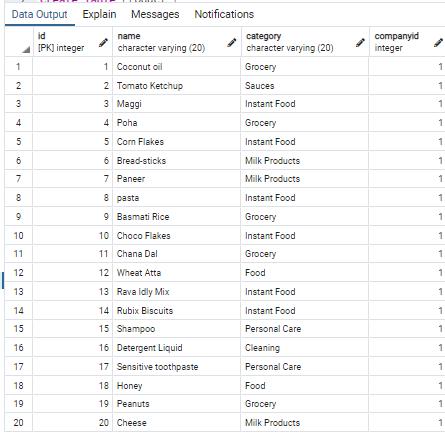 Data Output Explain Messages Notifications
id name category companyid
[PK] integer character varying (20) character varying (20) integer
1 1 Coconut oil Grocery 1
2 2 Tomato Ketchup Sauces 1
3 3 Maggi Instant Food 1
4 4 Poha Grocery 1
5 5 Corn Flakes Instant Food 1
6 6 Bread-sticks Milk Products 1
7 7 Paneer Milk Products 1
8 8 pasta Instant Food 1
9 9 Basmati Rice Grocery 1
10 10 Choco Flakes Instant Food 1
11 11 Chana Dal Grocery 1
12 12 Wheat Atta Food 1
13 13 Rava Idly Mix Instant Food 1
14 14 Rubix Biscuits Instant Food 1
15 15 Shampoo Personal Care 1
16 16 Detergent Liquid Cleaning 1
17 17 Sensitive toothpaste Personal Care 1
18 18 Honey Food 1
19 19 Peanuts Grocery 1
20 20 Cheese Milk Products 1